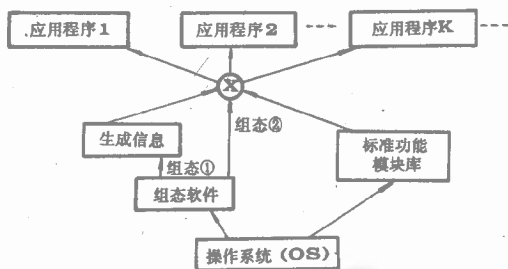 应用程序1
应用程序2
应用程序K
X
组态②
生成信息
标准功能
模块库
组态①
组态软件
操作系统(OS)